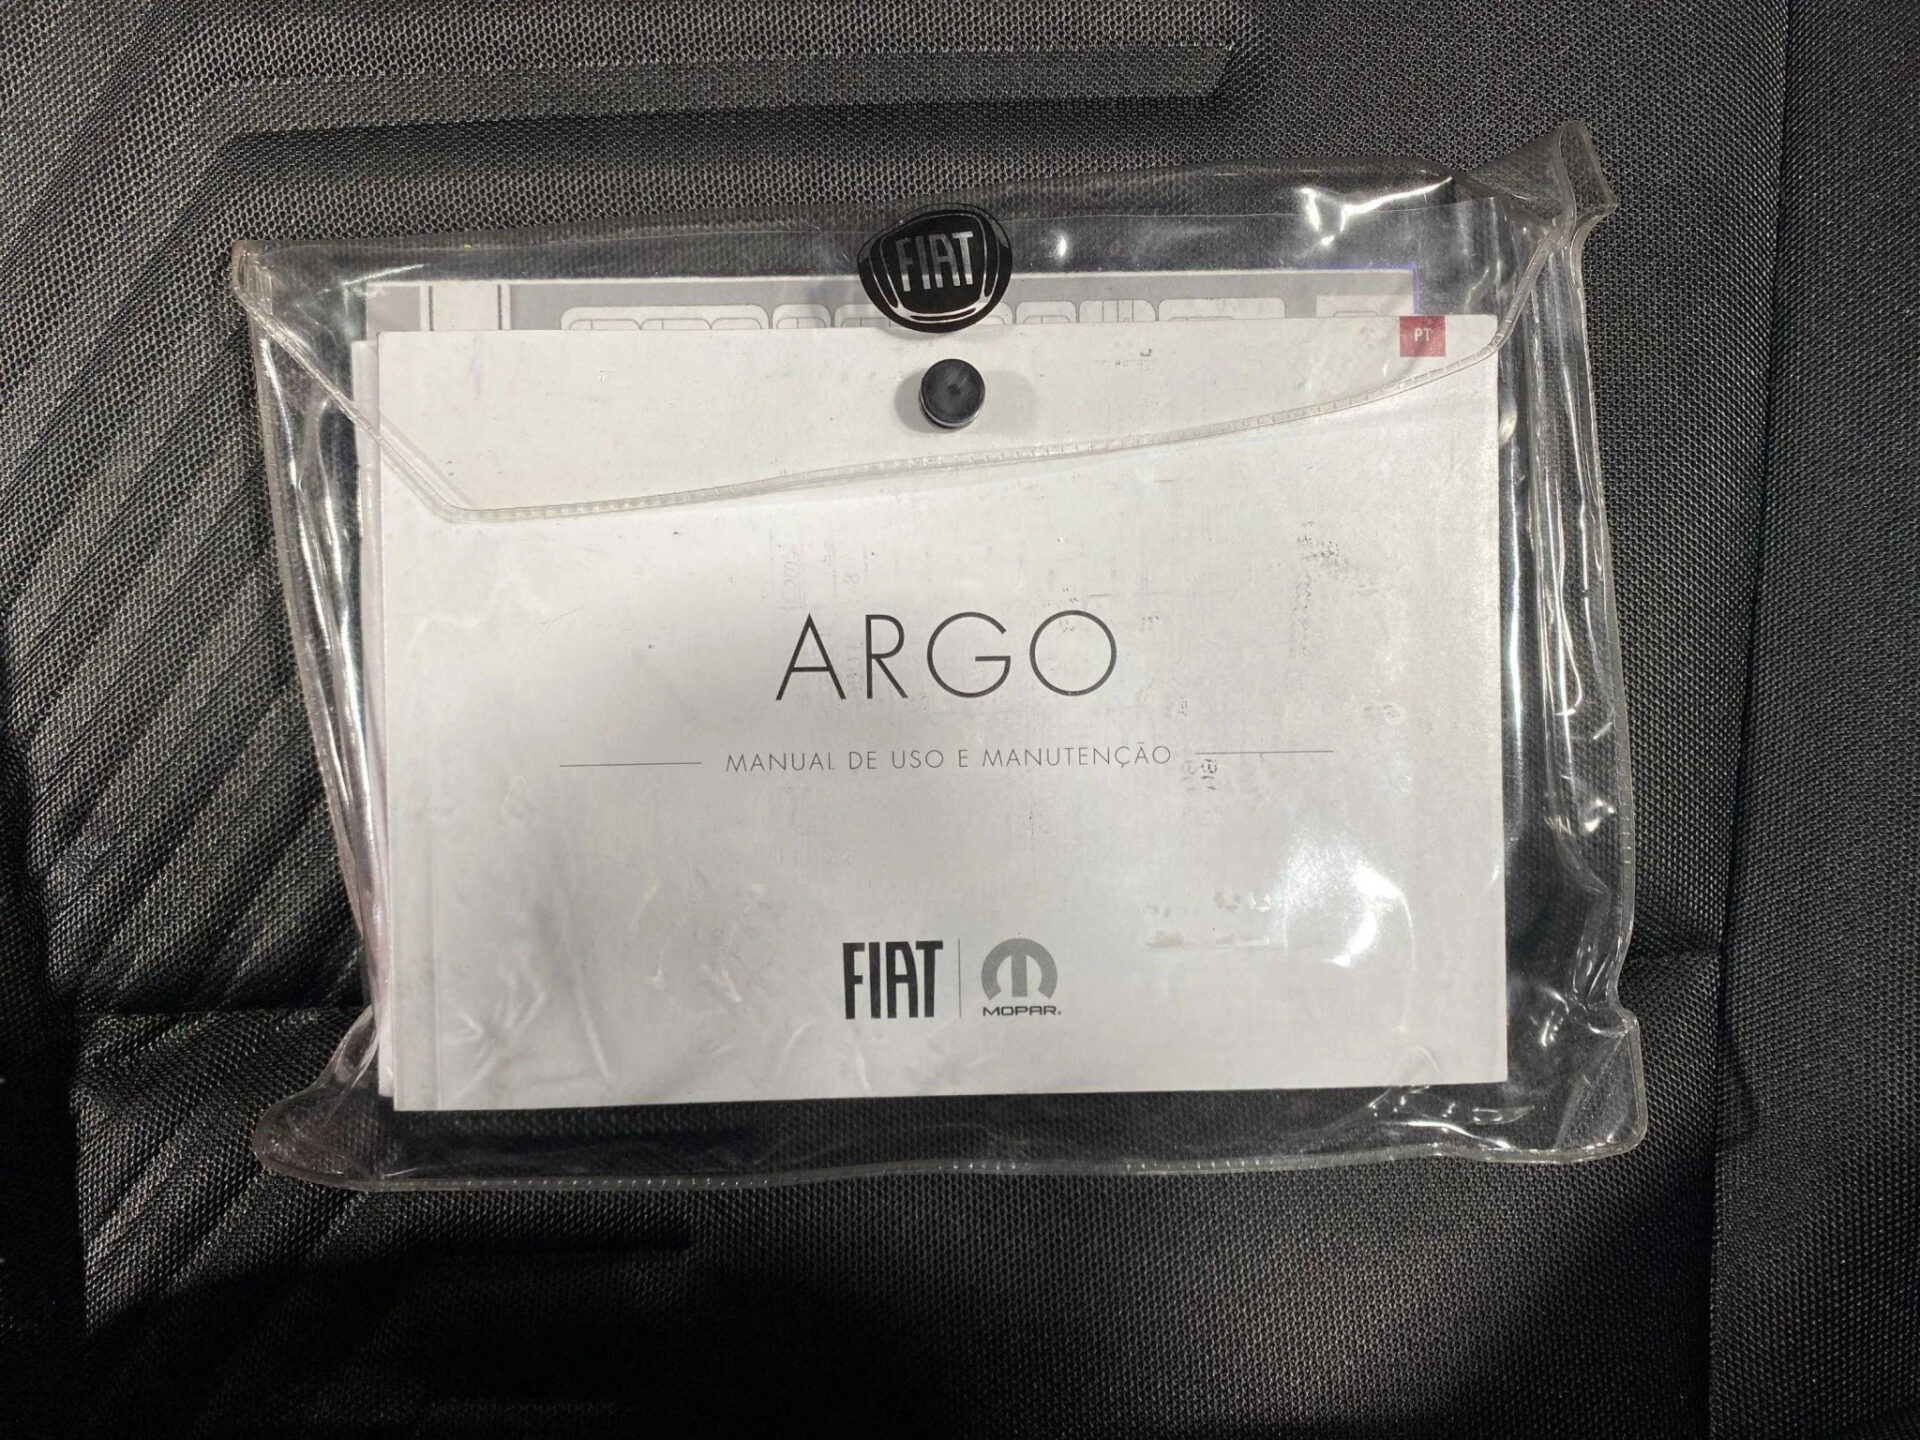 FIAT
PT
ARGO
MANUAL DE USO E MANUTENÇÃO
FIAT
MOPAR.